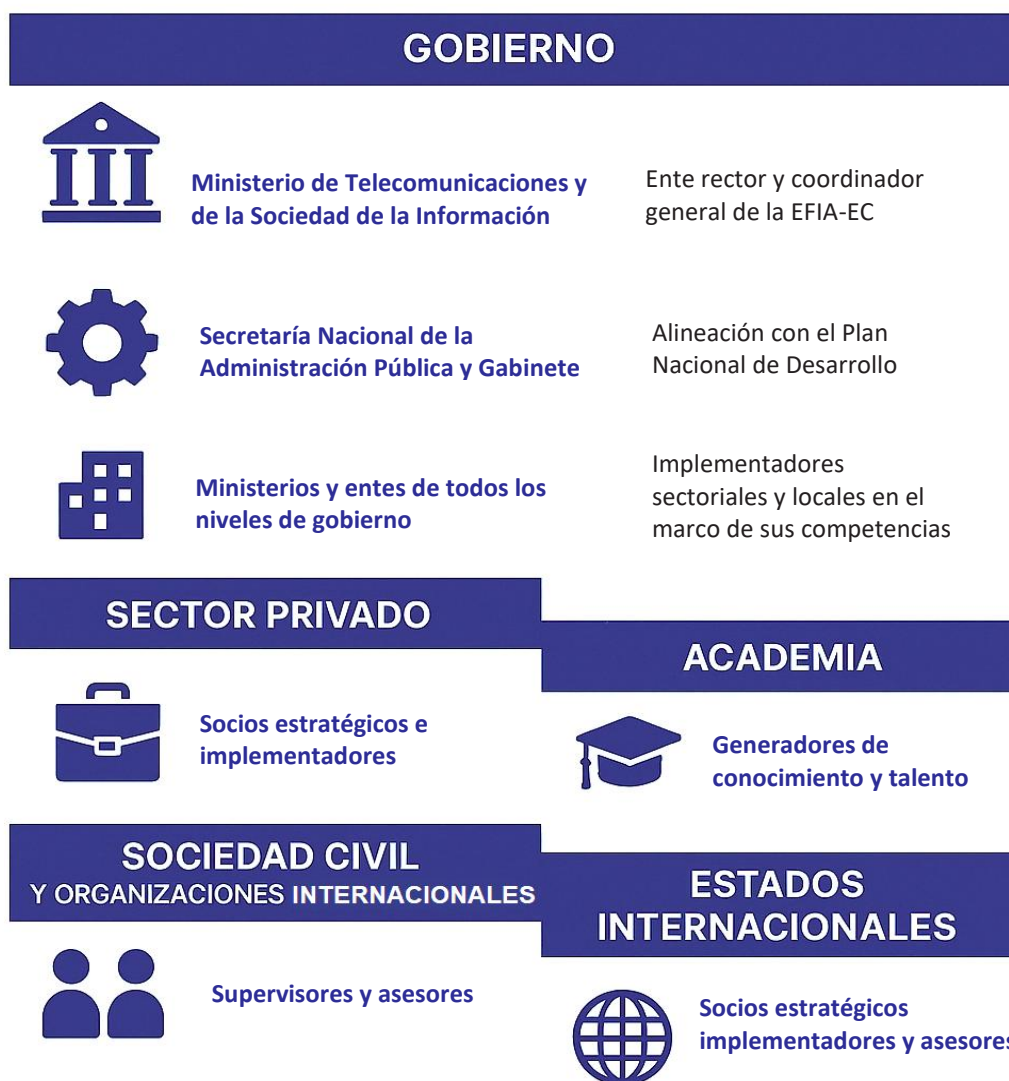 GOBIERNO
Ministerio de Telecomunicaciones y
de la Sociedad de la Información
Ente rector y coordinador
general de la EFIA-EC
Secretaría Nacional de la
Administración Pública y Gabinete
Alineación con el Plan
Nacional de Desarrollo
Ministerios y entes de todos los
niveles de gobierno
Implementadores
sectoriales y locales en el
marco de sus competencias
SECTOR PRIVADO
Socios estratégicos e
implementadores
ACADEMIA
Generadores de
conocimiento y talento
SOCIEDAD CIVIL
Y ORGANIZACIONES INTERNACIONALES
Supervisores y asesores
ESTADOS
INTERNACIONALES
Socios estratégicos
implementadores y asesores